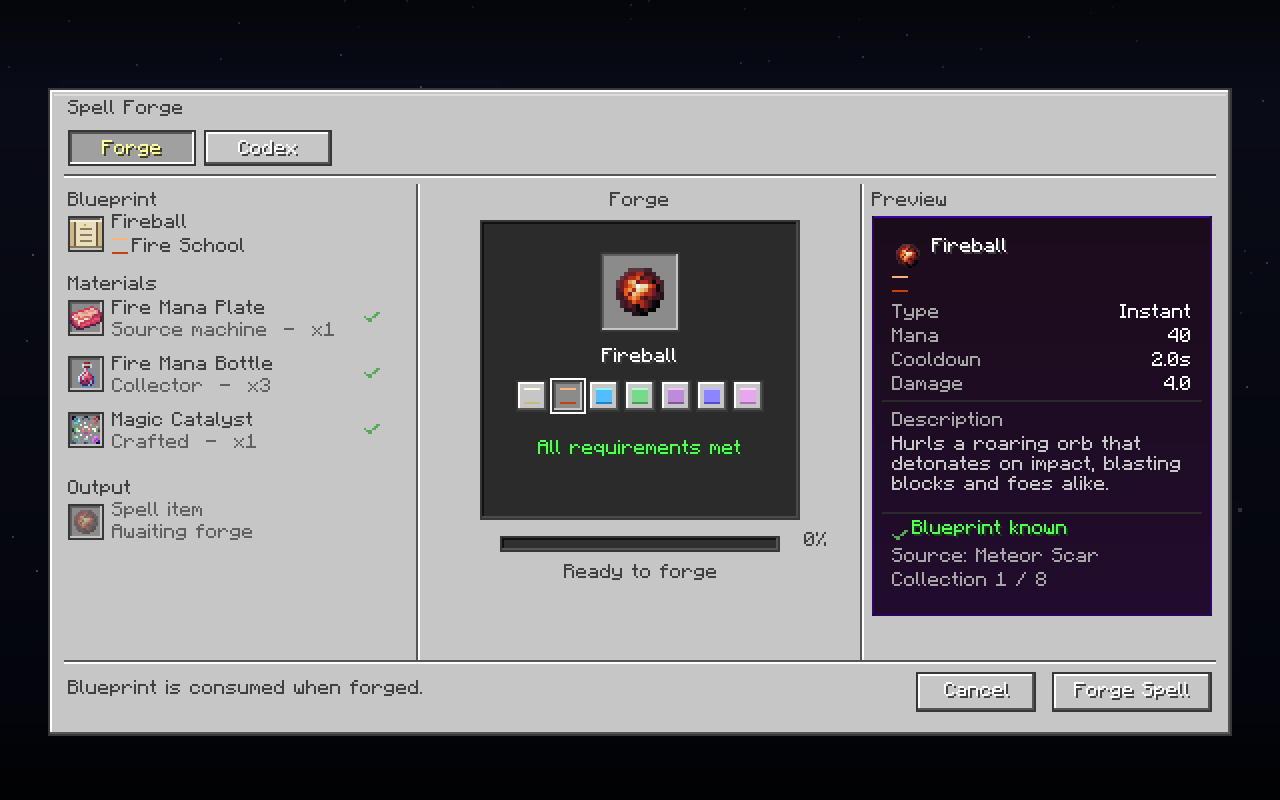 Spell Forge
Forge
Codex
Blueprint
Fireball
Fire School
Materials
Fire Mana Plate
Source machine - x1
Fire Mana Bottle
Collector - x3
Magic Catalyst
Crafted - x1
Output
Spell item
Awaiting forge
Forge
Fireball
All requirements met
0%
Ready to forge
Preview
Fireball
Type Instant
Mana 40
Cooldown 2.0s
Damage 4.0
Description
Hurls a roaring orb that
detonates on impact, blasting
blocks and foes alike.
Blueprint known
Source: Meteor Scar
Collection 1 / 8
Blueprint is consumed when forged.
Cancel
Forge Spell